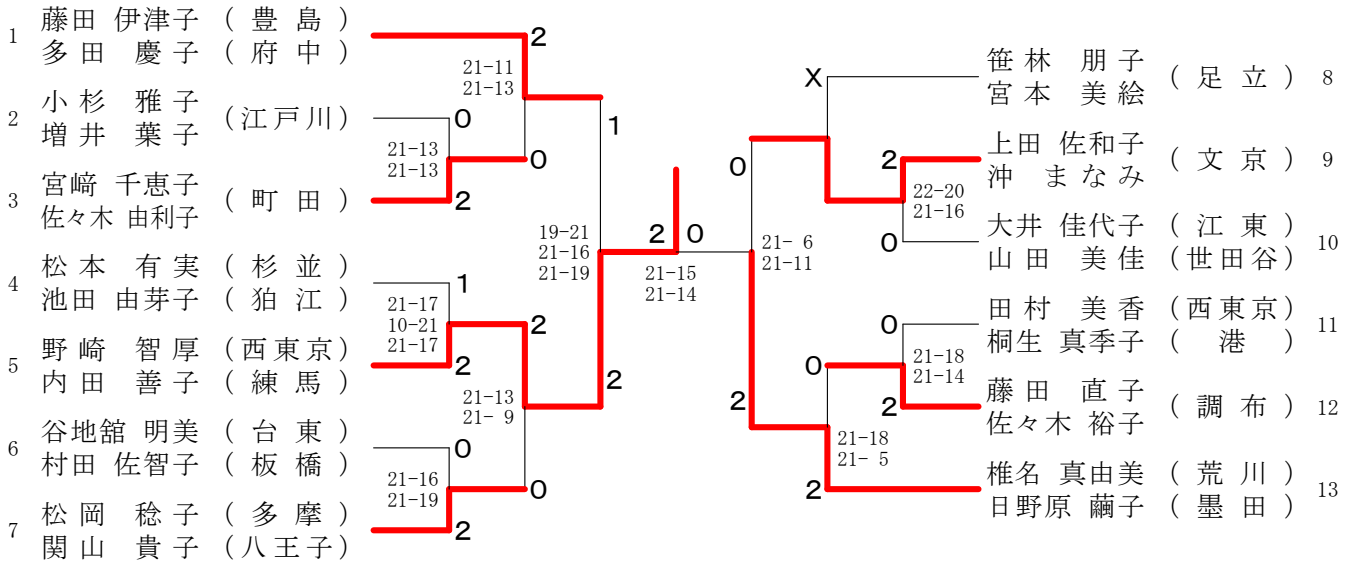 1 藤田 伊津子 ( 豊 島 )
多田 慶子 ( 府 中 )
2
21-11
21-13
2 小杉 雅子
増井 葉子 (江戸川)
0
21-13
21-13
0
3 宮﨑 千恵子
佐々木 由利子 ( 町 田 )
2
1
19-21
21-16
21-19
4 松本 有実 ( 杉 並 )
池田 由芽子 ( 狛 江 )
1
21-17
10-21
21-17
2
5 野﨑 智厚 (西東京)
内田 善子 ( 練 馬 )
2
21-13
21- 9
2
6 谷地舘 明美 ( 台 東 )
村田 佐智子 ( 板 橋 )
0
21-16
21-19
0
7 松岡 稔子 ( 多 摩 )
関山 貴子 (八王子)
2
2 0
21-15
21-14
X
笹林 朋子
宮本 美絵 ( 足 立 ) 8
0
2
上田 佐和子
沖 まなみ ( 文 京 ) 9
22-20
21-16
21- 6
21-11
0
大井 佳代子 ( 江 東 )
山田 美佳 (世田谷) 10
0
田村 美香 (西東京)
桐生 真季子 ( 港 ) 11
0
21-18
21-14
2
2
藤田 直子
佐々木 裕子 ( 調 布 ) 12
21-18
21- 5
2
椎名 真由美 ( 荒 川 )
日野原 繭子 ( 墨 田 ) 13